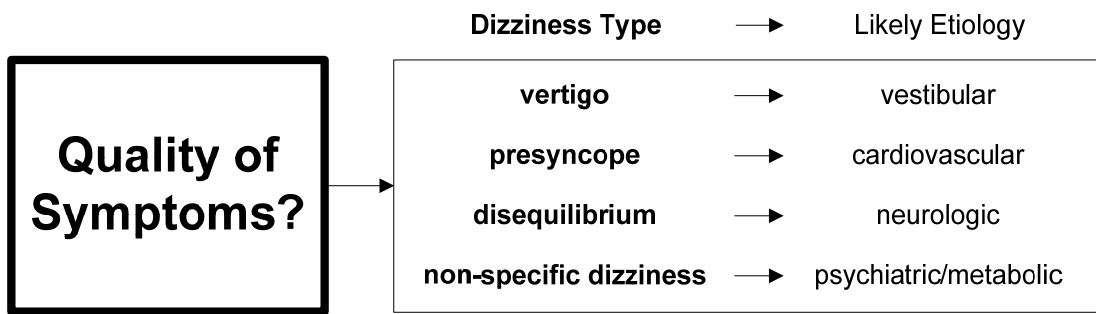 Dizziness Type → Likely Etiology
Quality of
Symptoms?
vertigo → vestibular
presyncope → cardiovascular
disequilibrium → neurologic
non-specific dizziness → psychiatric/metabolic